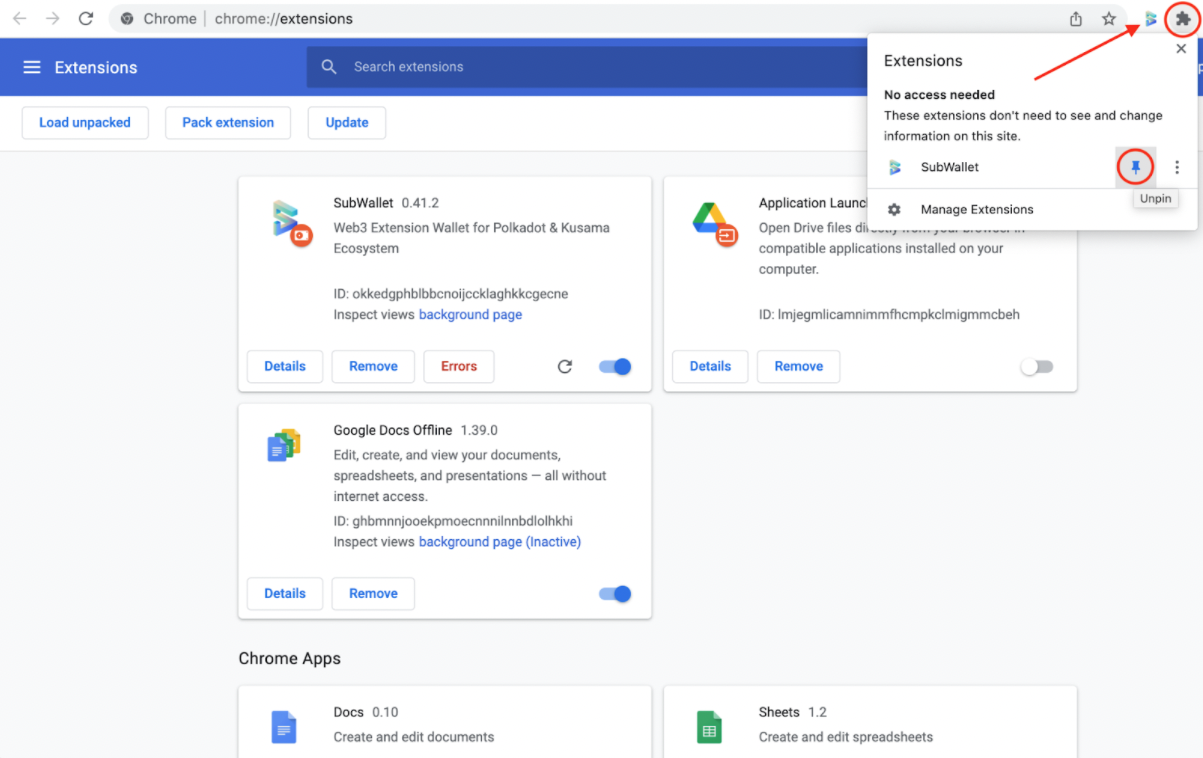 Chrome chrome://extensions
Extensions
Search extensions
Load unpacked
Pack extension
Update
Extensions
No access needed
These extensions don't need to see and change
information on this site.
SubWallet
Unpin
Manage Extensions
SubWallet 0.41.2
Web3 Extension Wallet for Polkadot & Kusama
Ecosystem
ID: okkedgphblbbcnoijccklaghkkcgecne
Inspect views background page
Details
Remove
Errors
Application Launc
Open Drive files directly from your browser in
compatible applications installed on your
computer.
ID: lmjegmlicamnimmfhcmpkclmigmmcbeh
Details
Remove
Google Docs Offline 1.39.0
Edit, create, and view your documents,
spreadsheets, and presentations — all without
internet access.
ID: ghbmnnjooekpmoecnnnilnnbdlolhkhi
Inspect views background page (Inactive)
Details
Remove
Chrome Apps
Docs 0.10
Create and edit documents
Sheets 1.2
Create and edit spreadsheets